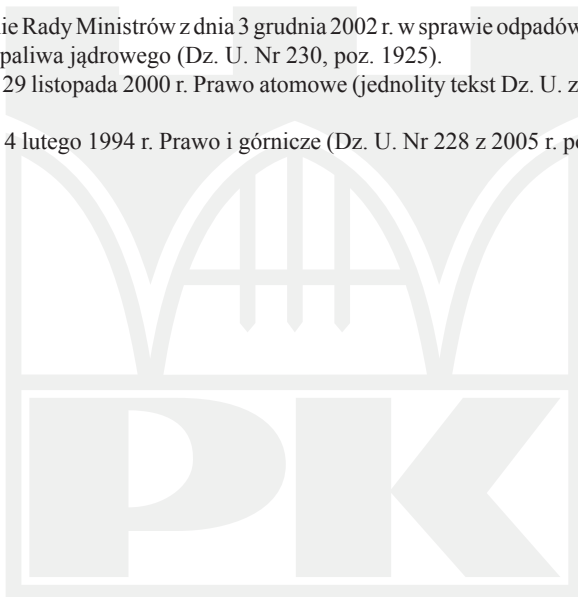 nie Rady Ministrów z dnia 3 grudnia 2002 r. w sprawie odpadów
paliwa jądrowego (Dz. U. Nr 230, poz. 1925).
29 listopada 2000 r. Prawo atomowe (jednolity tekst Dz. U. z
4 lutego 1994 r. Prawo i górnicze (Dz. U. Nr 228 z 2005 r. po
PK